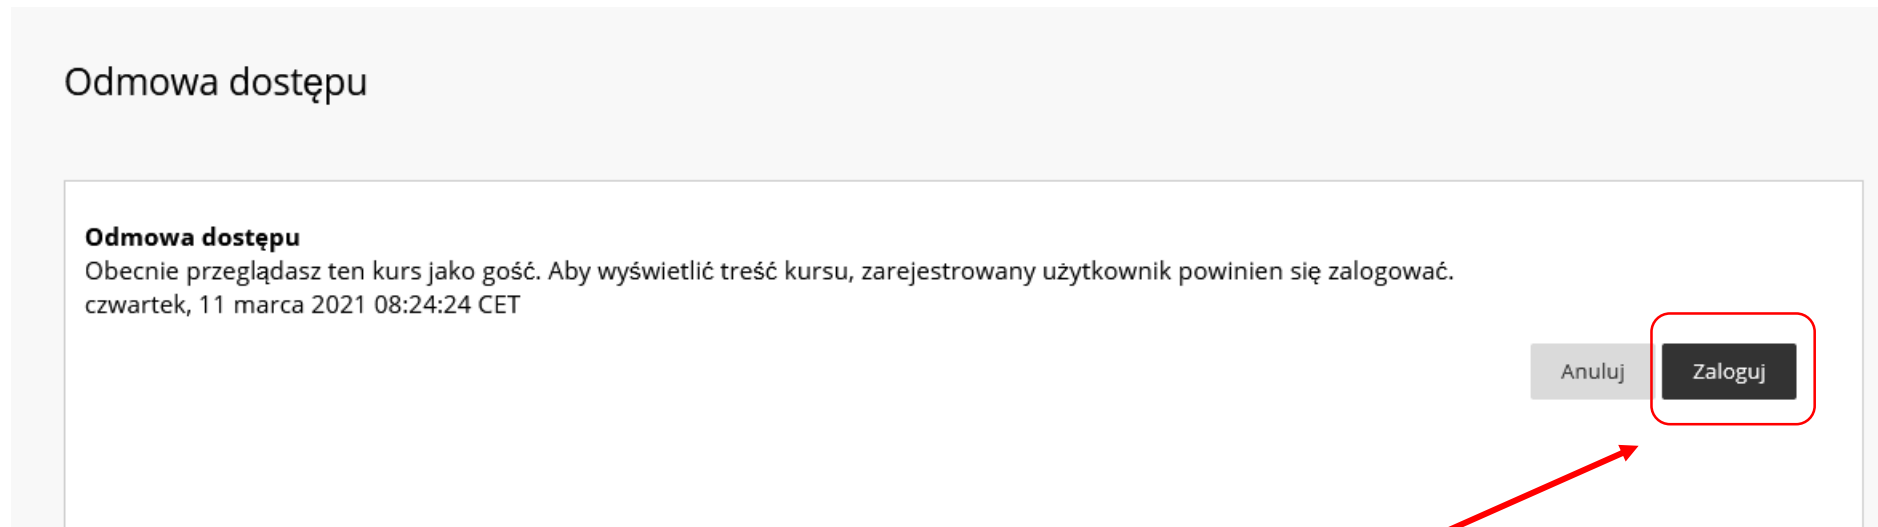 Odmowa dostępu
Odmowa dostępu
Obecnie przeglądasz ten kurs jako gość. Aby wyświetlić treść kursu, zarejestrowany użytkownik powinien się zalogować.
czwartek, 11 marca 2021 08:24:24 CET
Anuluj Zaloguj